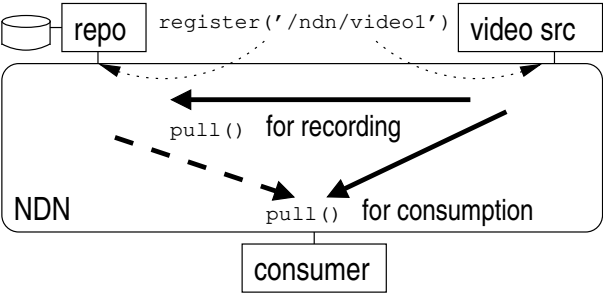 repo register('/ndn/video1') video src
pull() for recording
NDN pull() for consumption
consumer